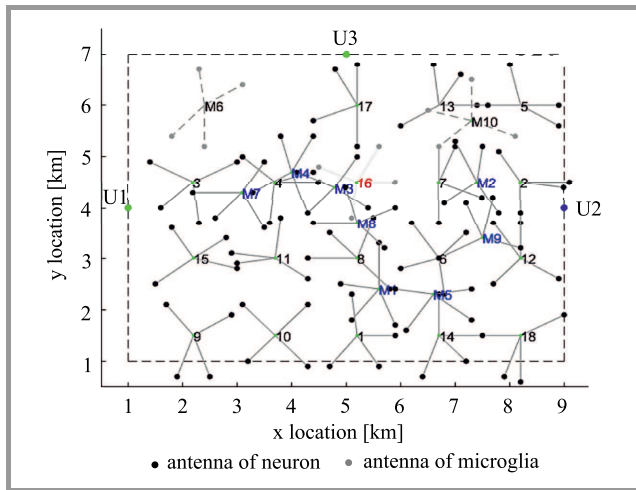 U3
7
17
13
5
6
M6
M10
5
3
M7
4
M4
M3
16
7
M2
2
U1
4
U2
M8
M9
15
11
8
6
12
3
M1
M5
2
9
10
1
14
18
1
1 2 3 4 5 6 7 8 9
x location [km]
y location [km]
antenna of neuron
antenna of microglia